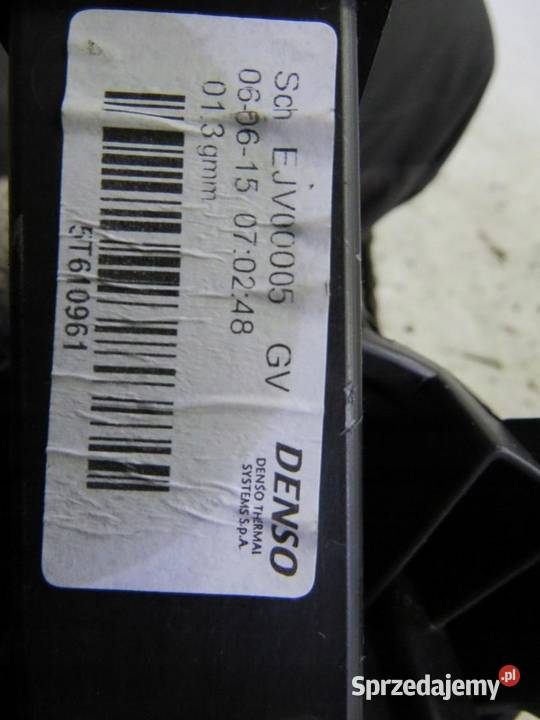 Sch EJV00005 GV
06-06-15 07:02:48
01.3gmm
5T610961
DENSO
DENSO THERMAL
SYSTEMS S.p.A.
Sprzedajemy.pl